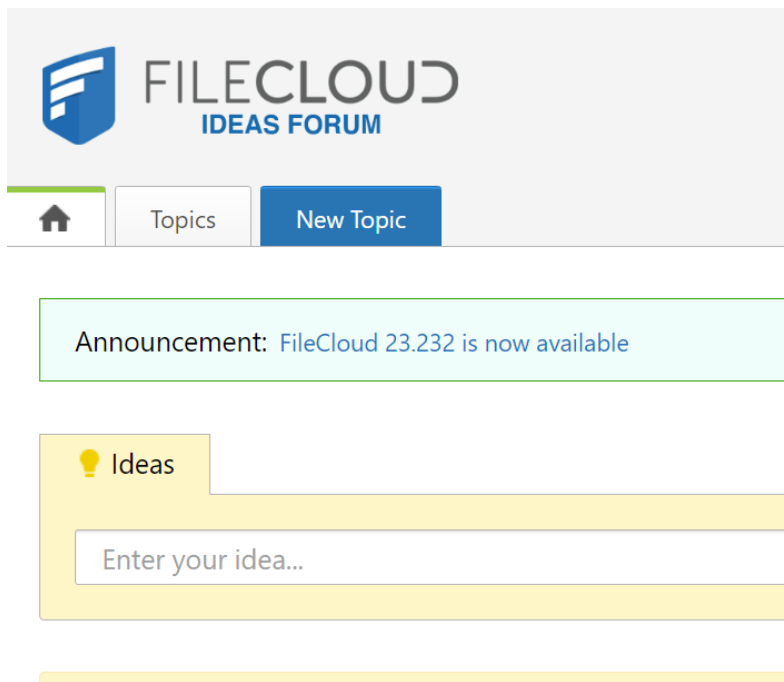 FILECLOUD
IDEAS FORUM
Topics
New Topic
Announcement: FileCloud 23.232 is now available
Ideas
Enter your idea...